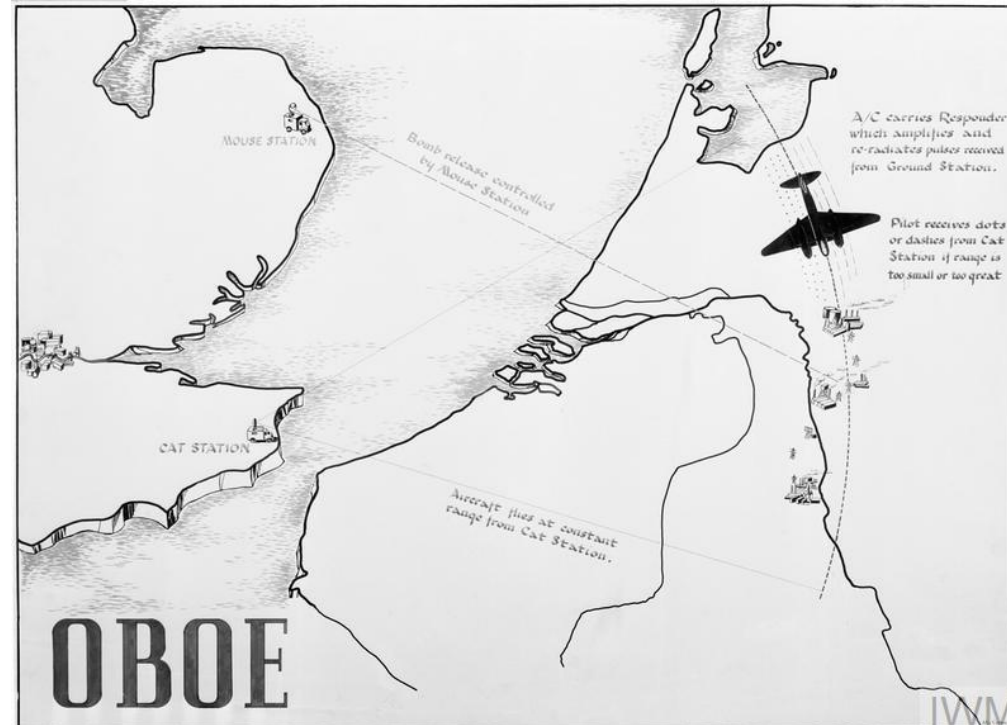 MOUSE STATION
Bomb release controlled
by Mouse Station
A/C carries Responder
which amplifies and
re-radiates pulses received
from Ground Station.
Pilot receives dots
or dashes from Cat
Station if range is
too small or too great
CAT STATION
Aircraft flies at constant
range from Cat Station.
OBOE
IWM